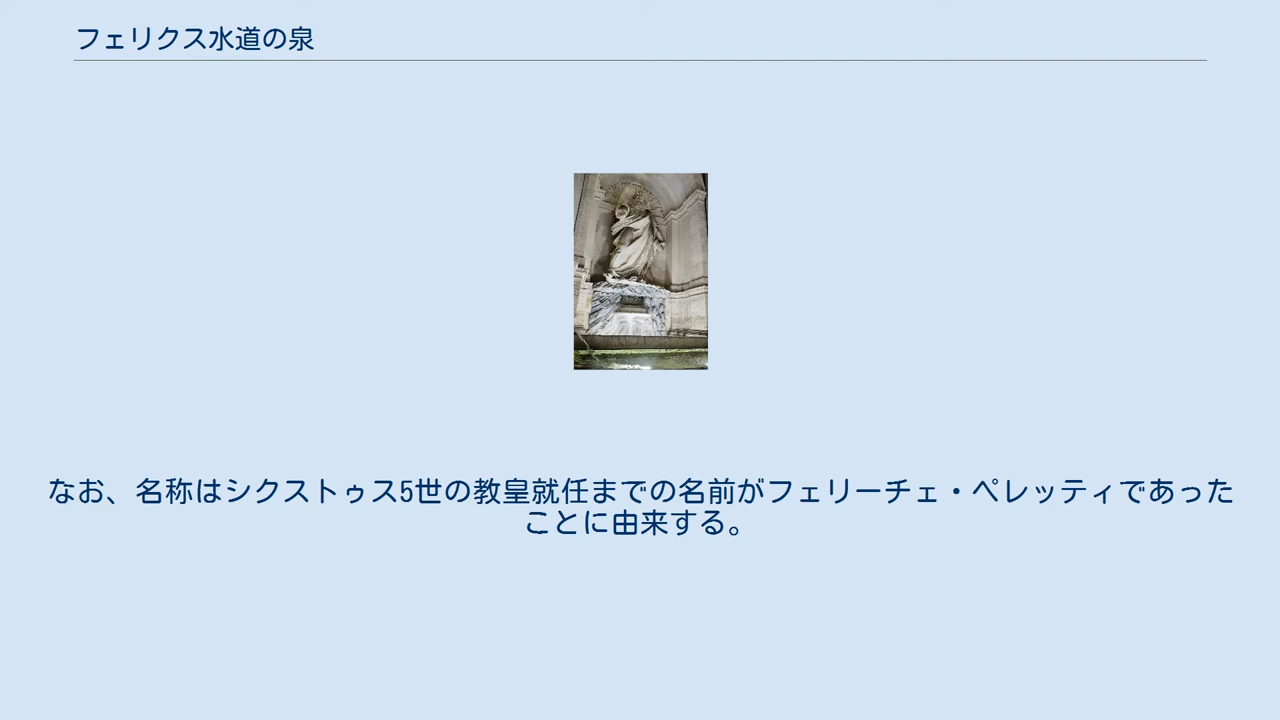 フェリクス水道の泉
なお、名称はシクストゥス5世の教皇就任までの名前がフェリーチェ・ペレッティであった
ことに由来する。